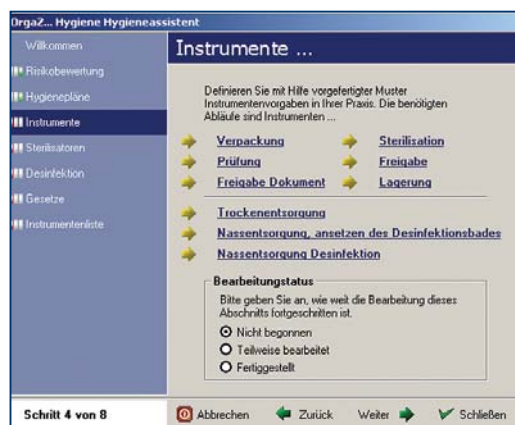 OrgaZ... Hygiene Hygieneassistent
Willkommen
Risikobewertung
Hygienepläne
Instrumente
Sterilisatoren
Desinfektion
Gesetze
Instrumentenliste
Schritt 4 von 8
Instrumente ...
Definieren Sie mit Hilfe vorgefertigter Muster
Instrumentenvorgaben in Ihrer Praxis. Die benötigten
Abläufe sind Instrumenten ...
Verpackung Sterilisation
Prüfung Freigabe
Freigabe Dokument Lagerung
Trockenentsorgung
Nassentsorgung, ansetzen des Desinfektionsbades
Nassentsorgung Desinfektion
Bearbeitungstatus
Bitte geben Sie an, wie weit die Bearbeitung dieses
Abschnitts fortgeschritten ist.
Nicht begonnen
Teilweise bearbeitet
Fertiggestellt
Abbrechen Zurück Weiter Schließen